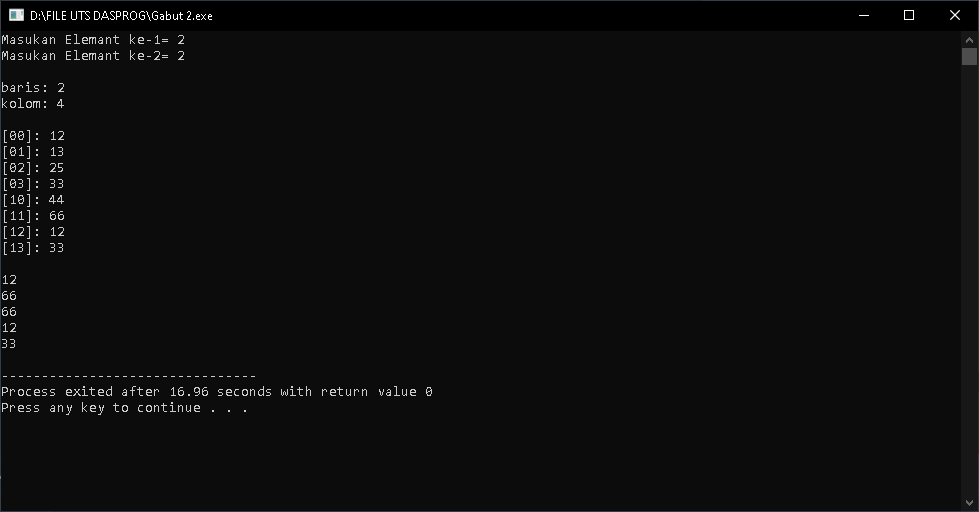 D:\FILE UTS DASPROG\Gabut 2.exe
Masukan Elemant ke-1= 2
Masukan Elemant ke-2= 2
baris: 2
kolom: 4
[00]: 12
[01]: 13
[02]: 25
[03]: 33
[10]: 44
[11]: 66
[12]: 12
[13]: 33
12
66
66
12
33
--------------------------------
Process exited after 16.96 seconds with return value 0
Press any key to continue . . .